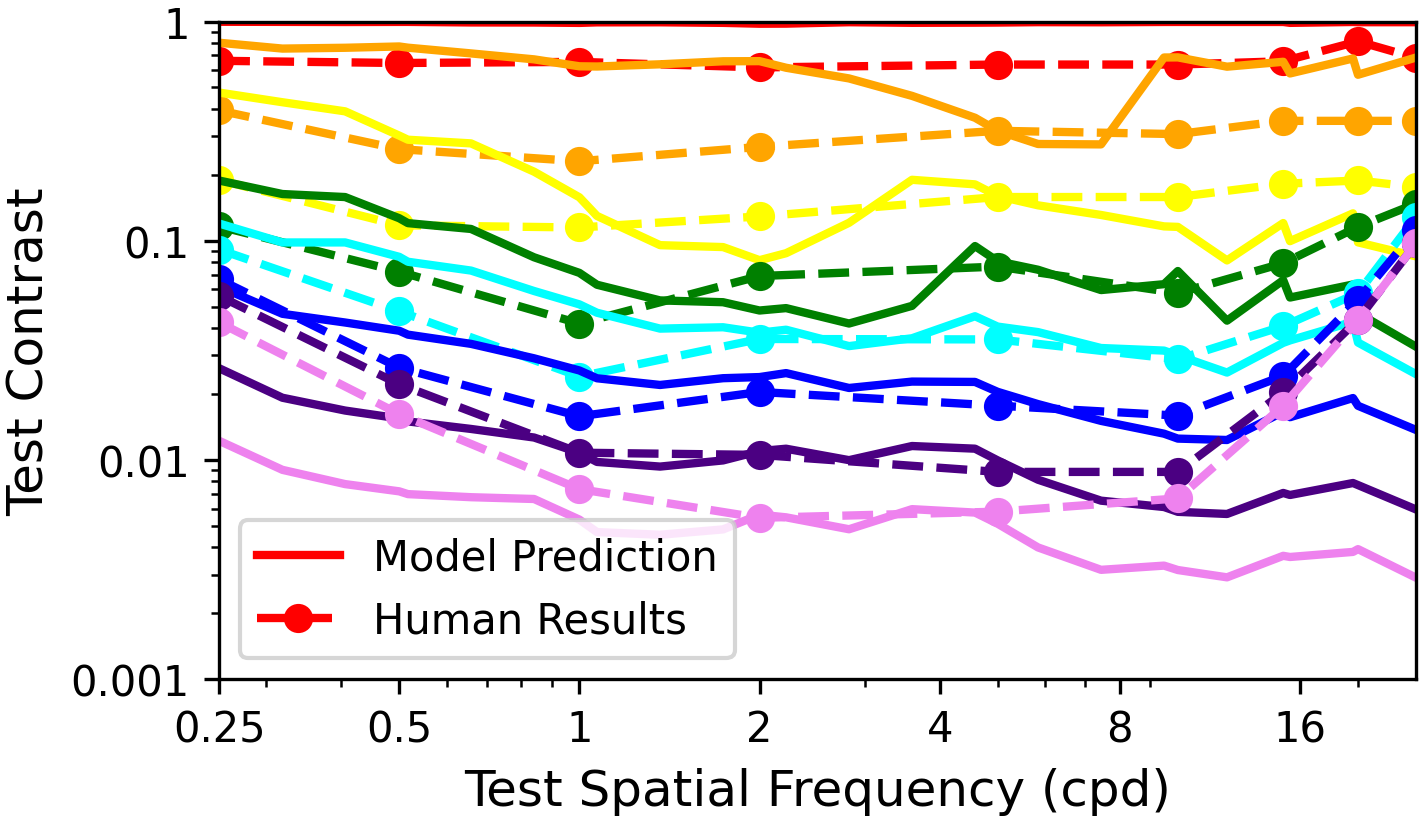 1
0.1
0.01
0.001
Test Contrast
Model Prediction
Human Results
0.25 0.5 1 2 4 8 16
Test Spatial Frequency (cpd)